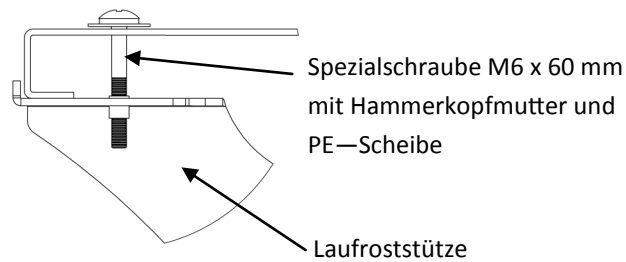 Spezialschraube M6 x 60 mm
mit Hammerkopfmutter und
PE—Scheibe
Laufroststütze